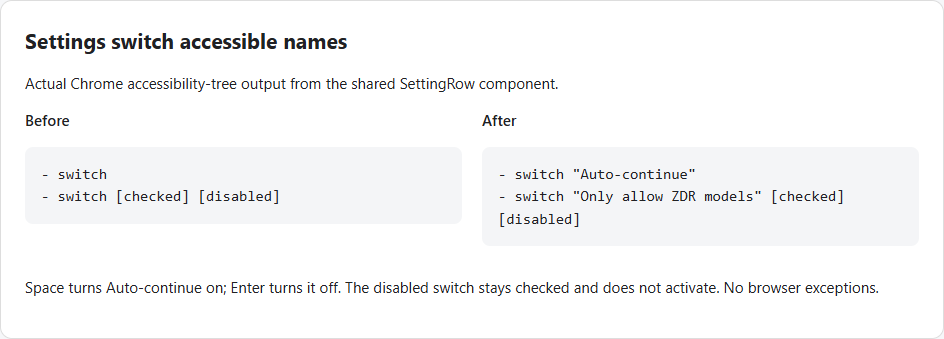 Settings switch accessible names
Actual Chrome accessibility-tree output from the shared SettingRow component.
Before
- switch
- switch [checked] [disabled]
After
- switch "Auto-continue"
- switch "Only allow ZDR models" [checked]
[disabled]
Space turns Auto-continue on; Enter turns it off. The disabled switch stays checked and does not activate. No browser exceptions.